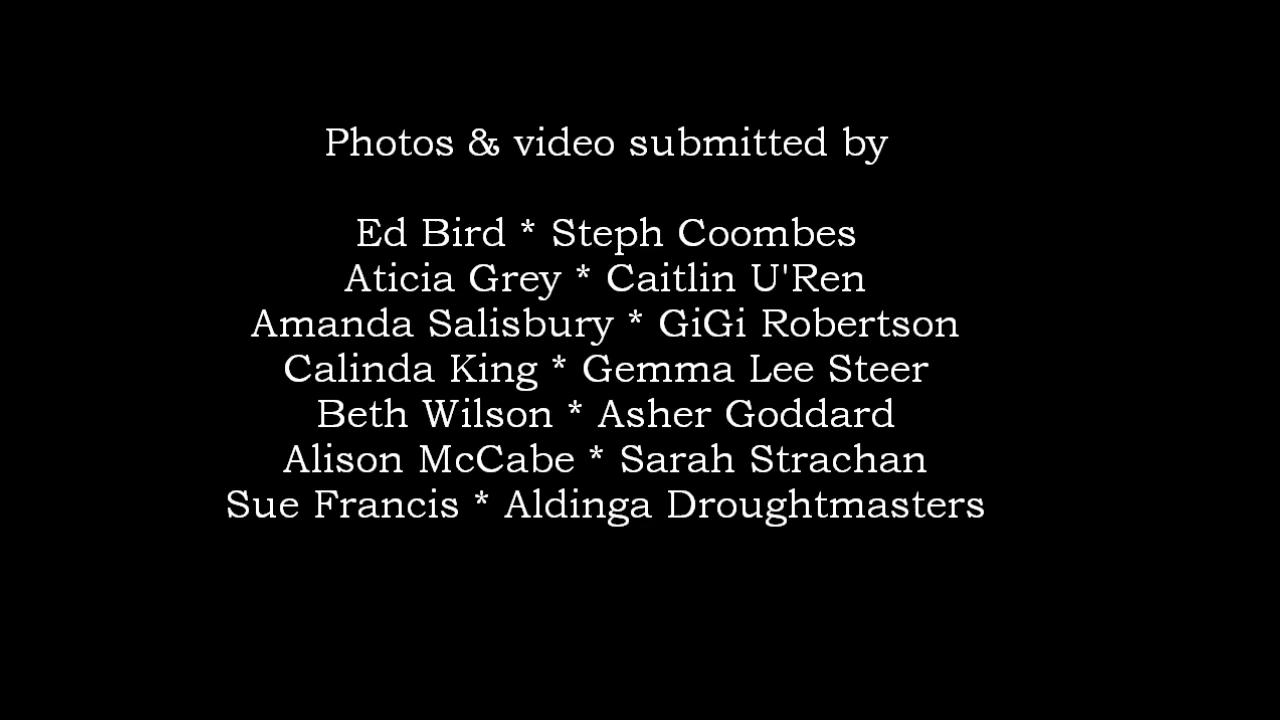 Photos & video submitted by
Ed Bird * Steph Coombes
Aticia Grey * Caitlin U'Ren
Amanda Salisbury * GiGi Robertson
Calinda King * Gemma Lee Steer
Beth Wilson * Asher Goddard
Alison McCabe * Sarah Strachan
Sue Francis * Aldinga Droughtmasters